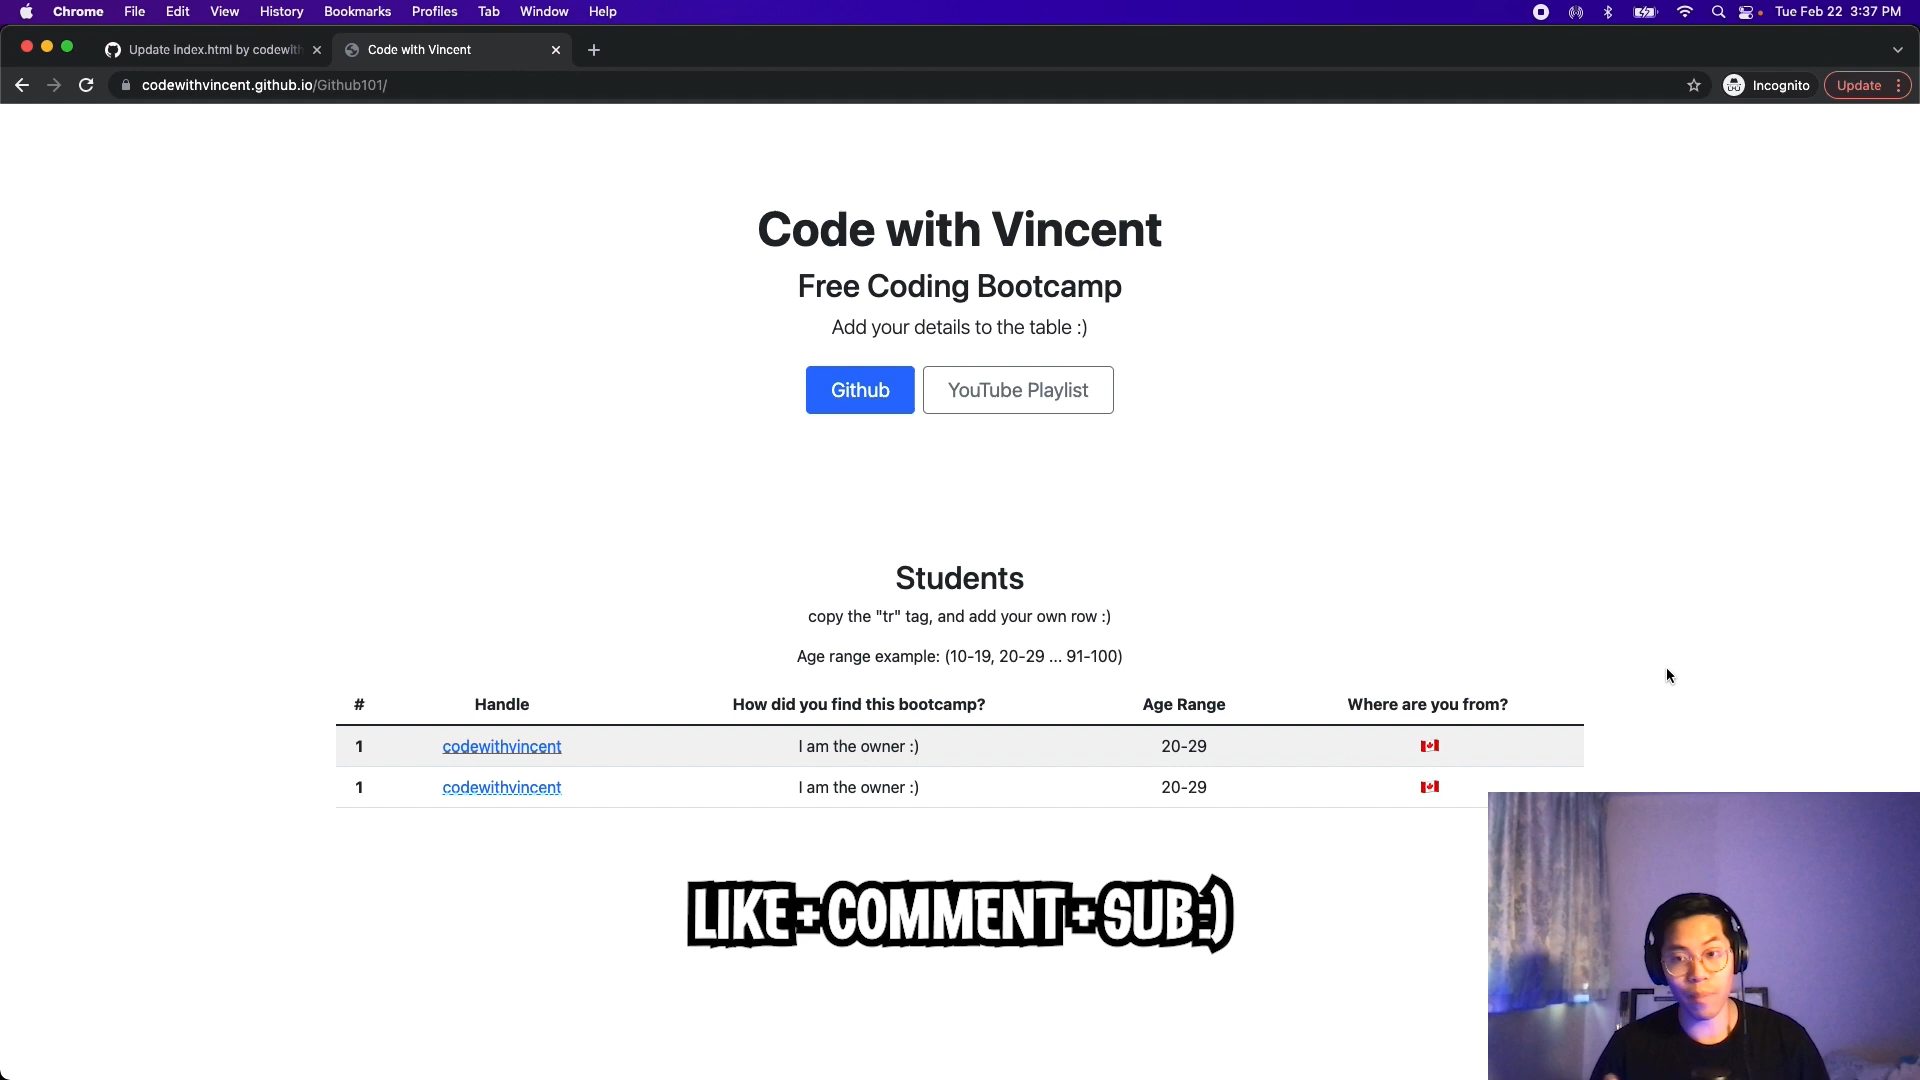 Chrome File Edit View History Bookmarks Profiles Tab Window Help Tue Feb 22 3:37 PM
Update Index.html by codewith Code with Vincent
codewithvincent.github.io/Github101/ Incognito Update
Code with Vincent
Free Coding Bootcamp
Add your details to the table :)
Github YouTube Playlist
Students
copy the "tr" tag, and add your own row :)
Age range example: (10-19, 20-29 ... 91-100)
# Handle How did you find this bootcamp? Age Range Where are you from?
1 codewithvincent I am the owner :) 20-29 🇨🇦
1 codewithvincent I am the owner :) 20-29 🇨🇦
LIKE+COMMENT+SUB:)